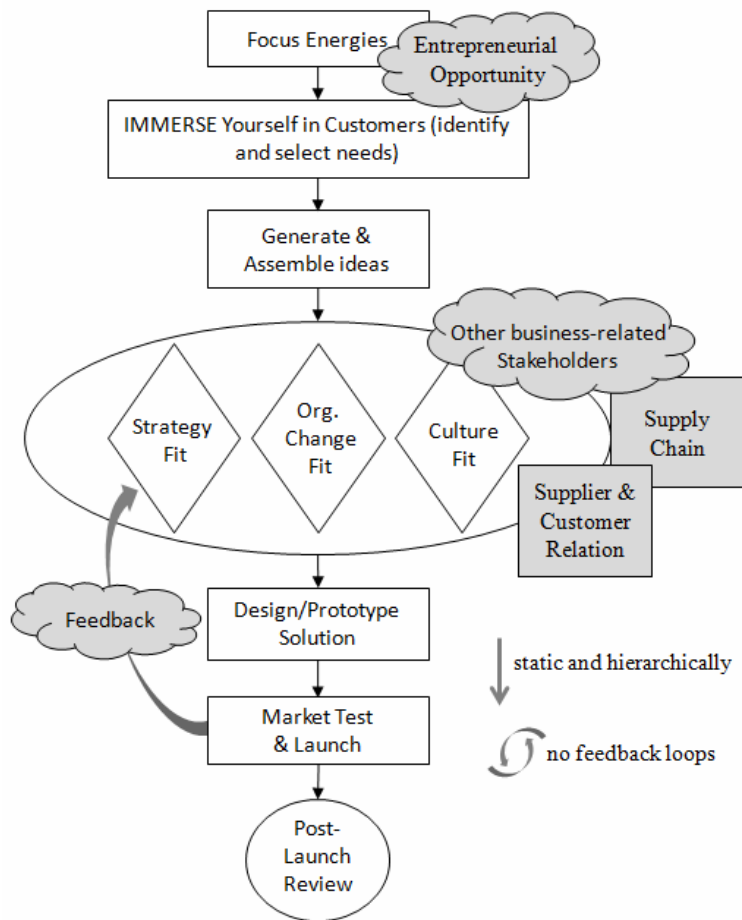 Focus Energies
Entrepreneurial
Opportunity
IMMERSE Yourself in Customers (identify
and select needs)
Generate &
Assemble ideas
Other business-related
Stakeholders
Strategy
Fit
Org.
Change
Fit
Culture
Fit
Supply
Chain
Supplier &
Customer
Relation
Feedback
Design/Prototype
Solution
static and hierarchically
Market Test
& Launch
no feedback loops
Post-
Launch
Review